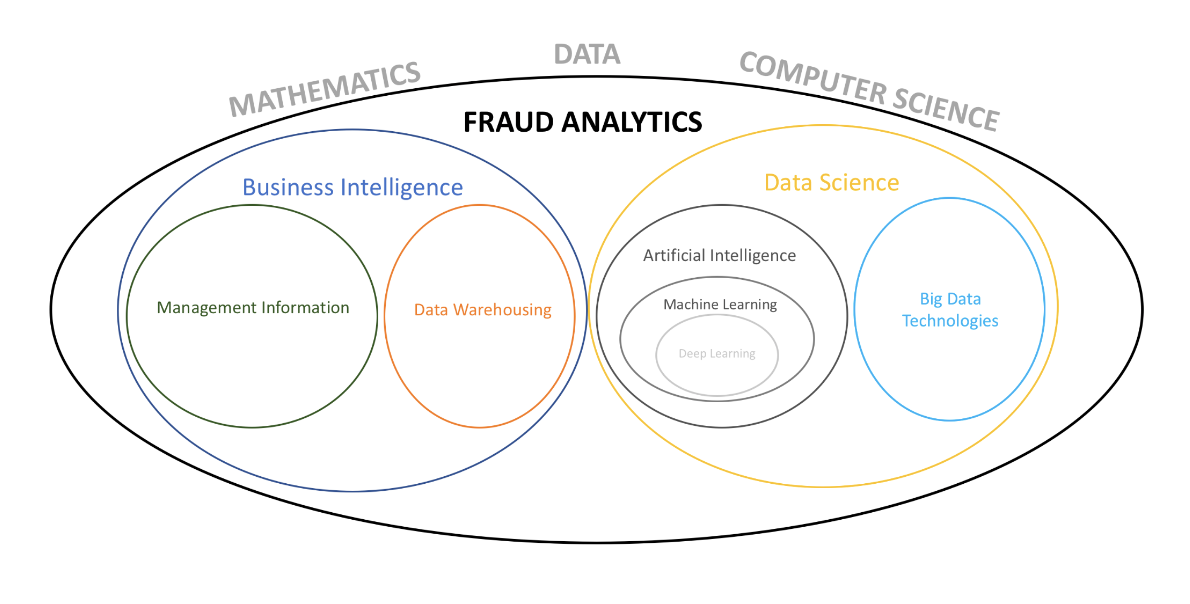 DATA
MATHEMATICS
COMPUTER SCIENCE
FRAUD ANALYTICS
Business Intelligence
Data Science
Management Information
Data Warehousing
Artificial Intelligence
Machine Learning
Deep Learning
Big Data
Technologies